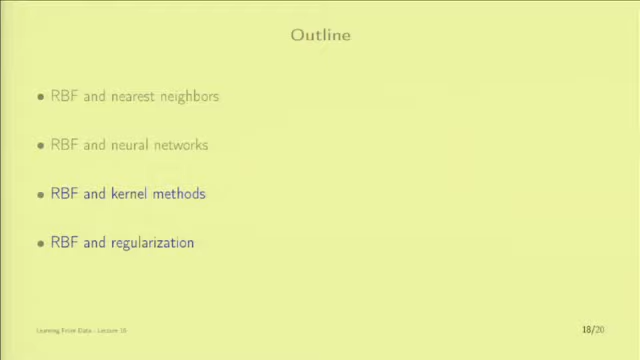 Outline
• RBF and nearest neighbors
• RBF and neural networks
• RBF and kernel methods
• RBF and regularization
Learning From Data - Lecture 16
18/20